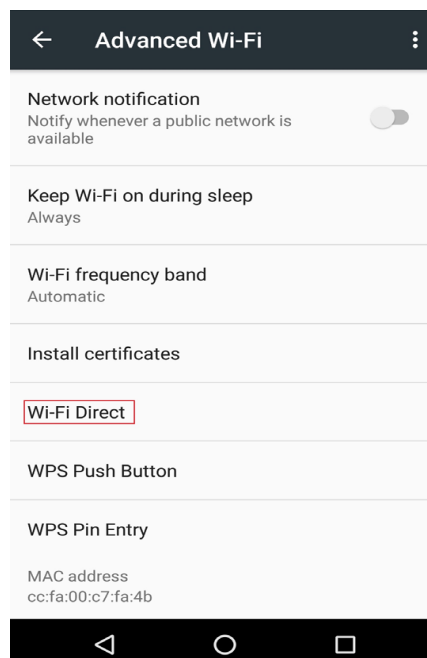 Advanced Wi-Fi
Network notification
Notify whenever a public network is
available
Keep Wi-Fi on during sleep
Always
Wi-Fi frequency band
Automatic
Install certificates
Wi-Fi Direct
WPS Push Button
WPS Pin Entry
MAC address
cc:fa:00:c7:fa:4b